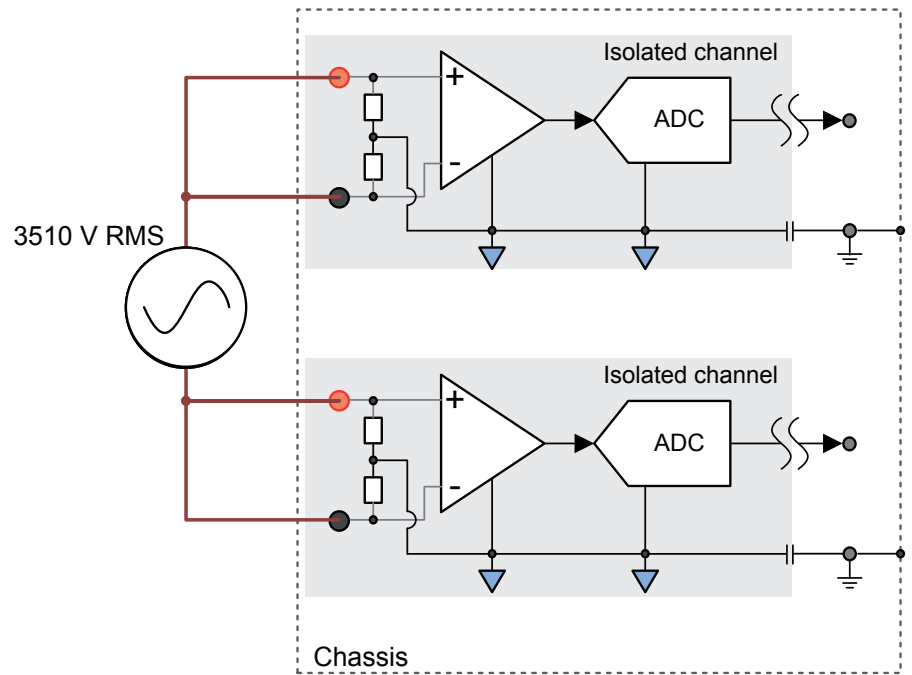 Isolated channel
+
-
ADC
3510 V RMS
Isolated channel
+
-
ADC
Chassis